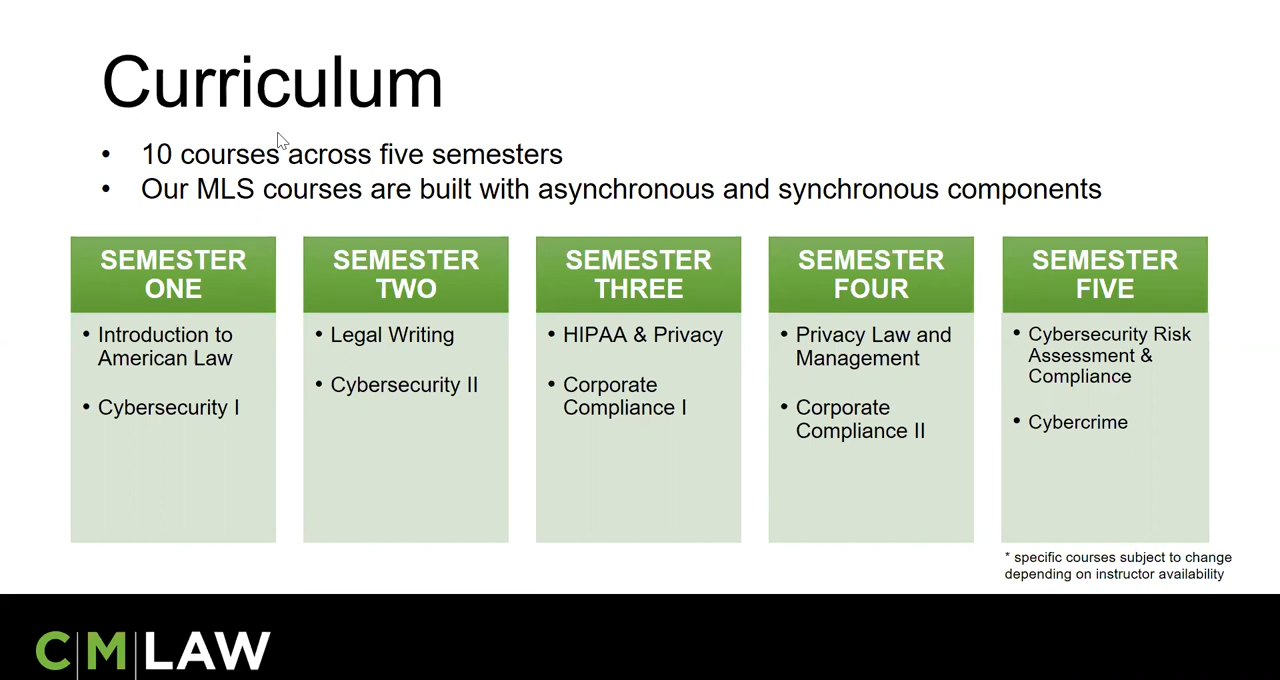 Curriculum
• 10 courses across five semesters
• Our MLS courses are built with asynchronous and synchronous components
SEMESTER
ONE
• Introduction to
American Law
• Cybersecurity I
SEMESTER
TWO
• Legal Writing
• Cybersecurity II
SEMESTER
THREE
• HIPAA & Privacy
• Corporate
Compliance I
SEMESTER
FOUR
• Privacy Law and
Management
• Corporate
Compliance II
SEMESTER
FIVE
• Cybersecurity Risk
Assessment &
Compliance
• Cybercrime
* specific courses subject to change
depending on instructor availability
C|M|LAW